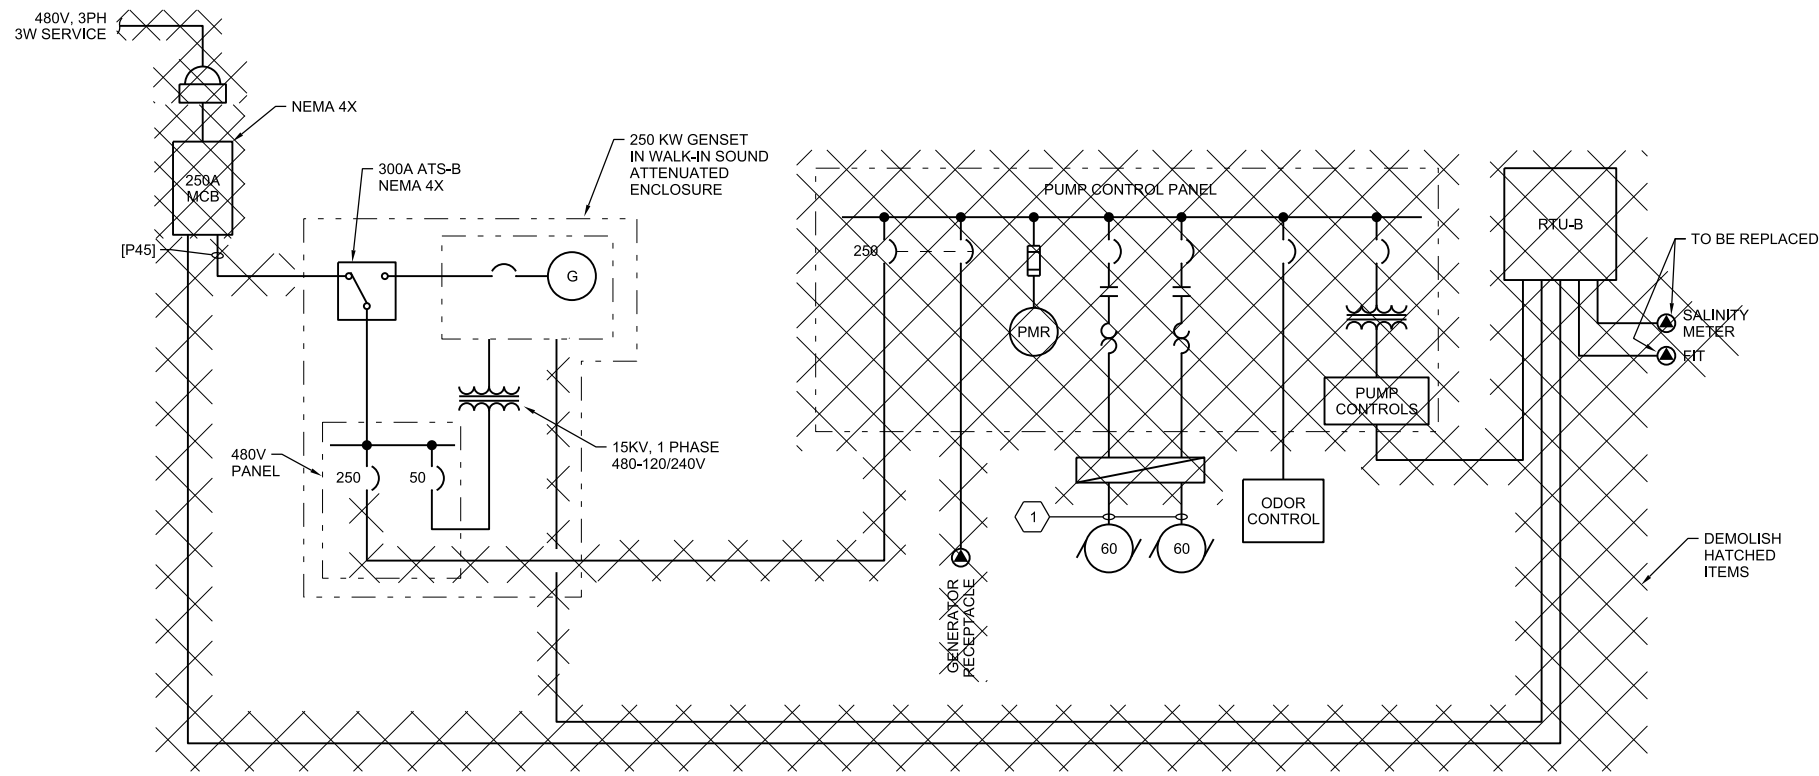 480V, 3PH
3W SERVICE
NEMA 4X
250A
MCB
[P45]
300A ATS-B
NEMA 4X
250 KW GENSET
IN WALK-IN SOUND
ATTENUATED
ENCLOSURE
G
480V
PANEL
250
50
15KV, 1 PHASE
480-120/240V
PUMP CONTROL PANEL
250
PMR
PUMP
CONTROLS
1
60
60
ODOR
CONTROL
GENERATOR
RECEPTACLE
RTU-B
TO BE REPLACED
SALINITY
METER
FIT
DEMOLISH
HATCHED
ITEMS